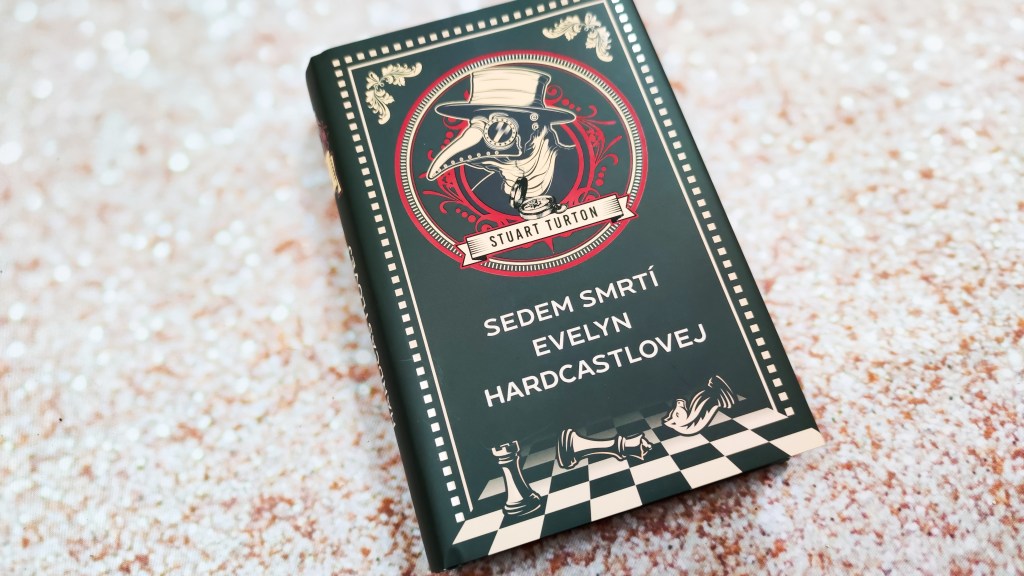 STUART TURTON
SEDEM SMRTÍ
EVELYN
HARDCASTLOVEJ